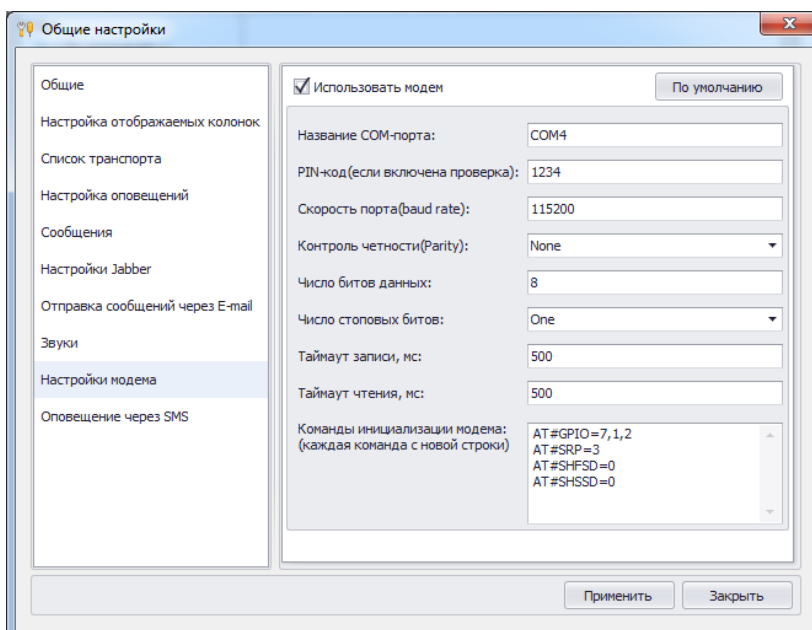 Общие настройки
Общие
Настройка отображаемых колонок
Список транспорта
Настройка оповещений
Сообщения
Настройки Jabber
Отправка сообщений через E-mail
Звуки
Настройки модема
Оповещение через SMS
Использовать модем
По умолчанию
Название COM-порта:
COM4
PIN-код(если включена проверка):
1234
Скорость порта(baud rate):
115200
Контроль четности(Parity):
None
Число битов данных:
8
Число стоповых битов:
One
Таймаут записи, мс:
500
Таймаут чтения, мс:
500
Команды инициализации модема:
(каждая команда с новой строки)
AT#GPIO=7,1,2
AT#SRP=3
AT#SHFSD=0
AT#SHSSD=0
Применить
Закрыть